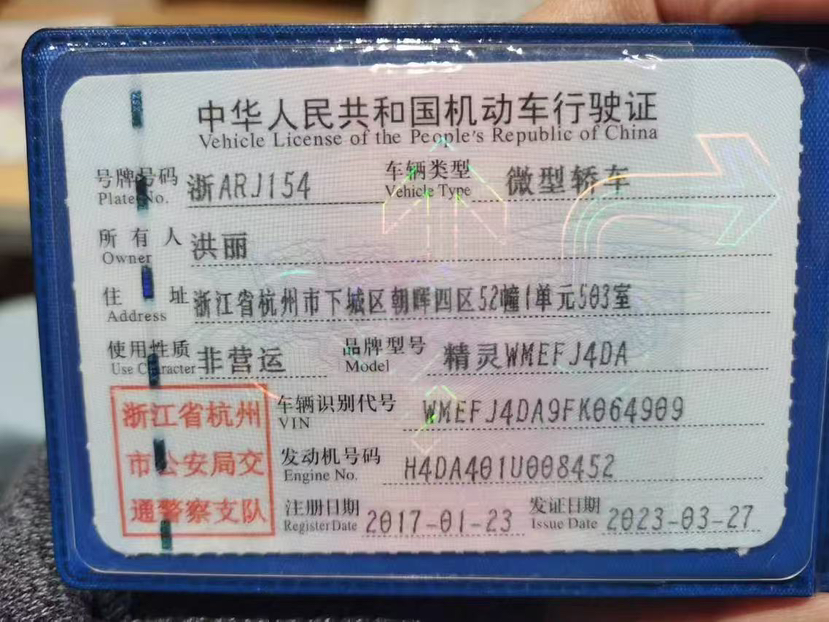 中华人民共和国机动车行驶证
Vehicle License of the People's Republic of China
号牌号码 浙ARJ154 车辆类型 微型轿车
Plate No. Vehicle Type
所有人 洪丽
Owner
住址 浙江省杭州市下城区朝晖四区52幢1单元503室
Address
使用性质 非营运 品牌型号 精灵WMEFJ4DA
Use Character Model
浙江省杭州 车辆识别代号 WMEFJ4DA9FK064909
VIN
市公安局交 发动机号码 H4DA401U008452
Engine No.
通警察支队 注册日期 2017-01-23 发证日期 2023-03-27
Register Date Issue Date